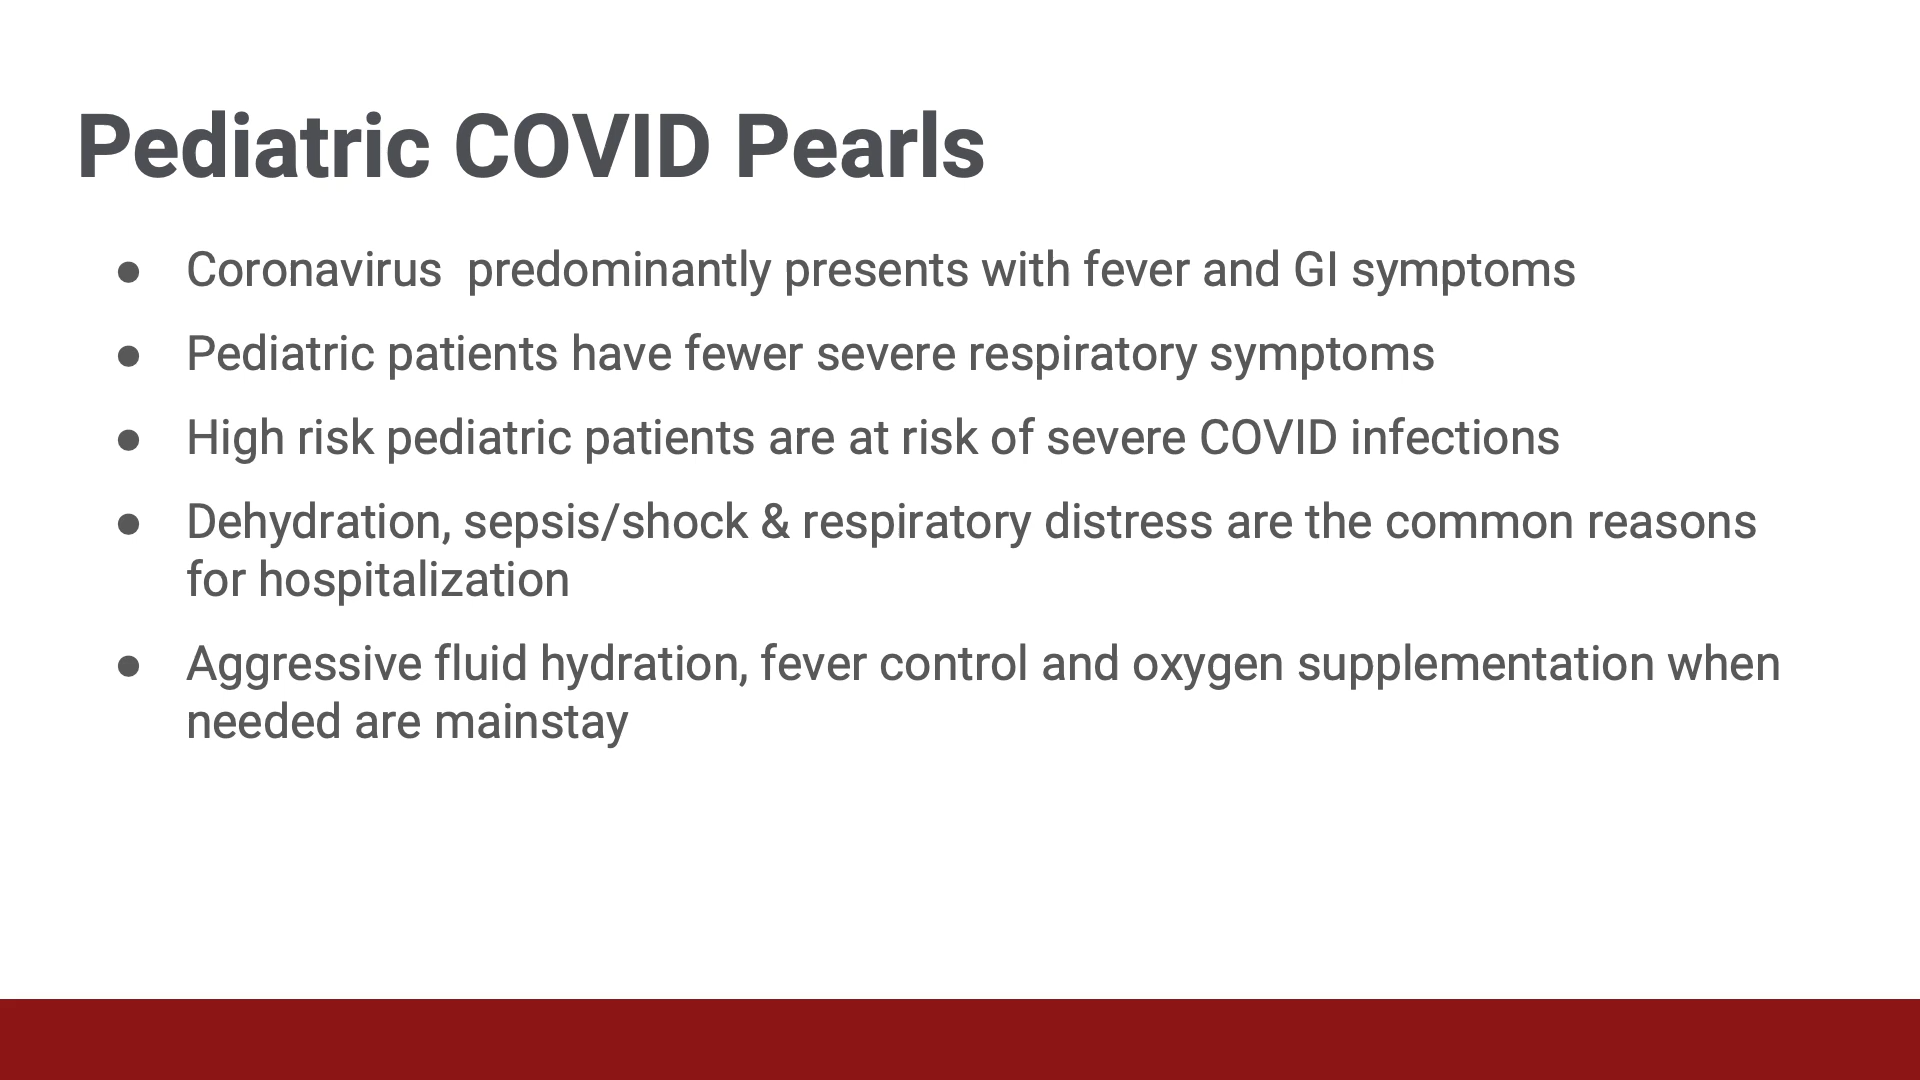 Pediatric COVID Pearls
● Coronavirus  predominantly presents with fever and GI symptoms
● Pediatric patients have fewer severe respiratory symptoms
● High risk pediatric patients are at risk of severe COVID infections
● Dehydration, sepsis/shock & respiratory distress are the common reasons
for hospitalization
● Aggressive fluid hydration, fever control and oxygen supplementation when
needed are mainstay